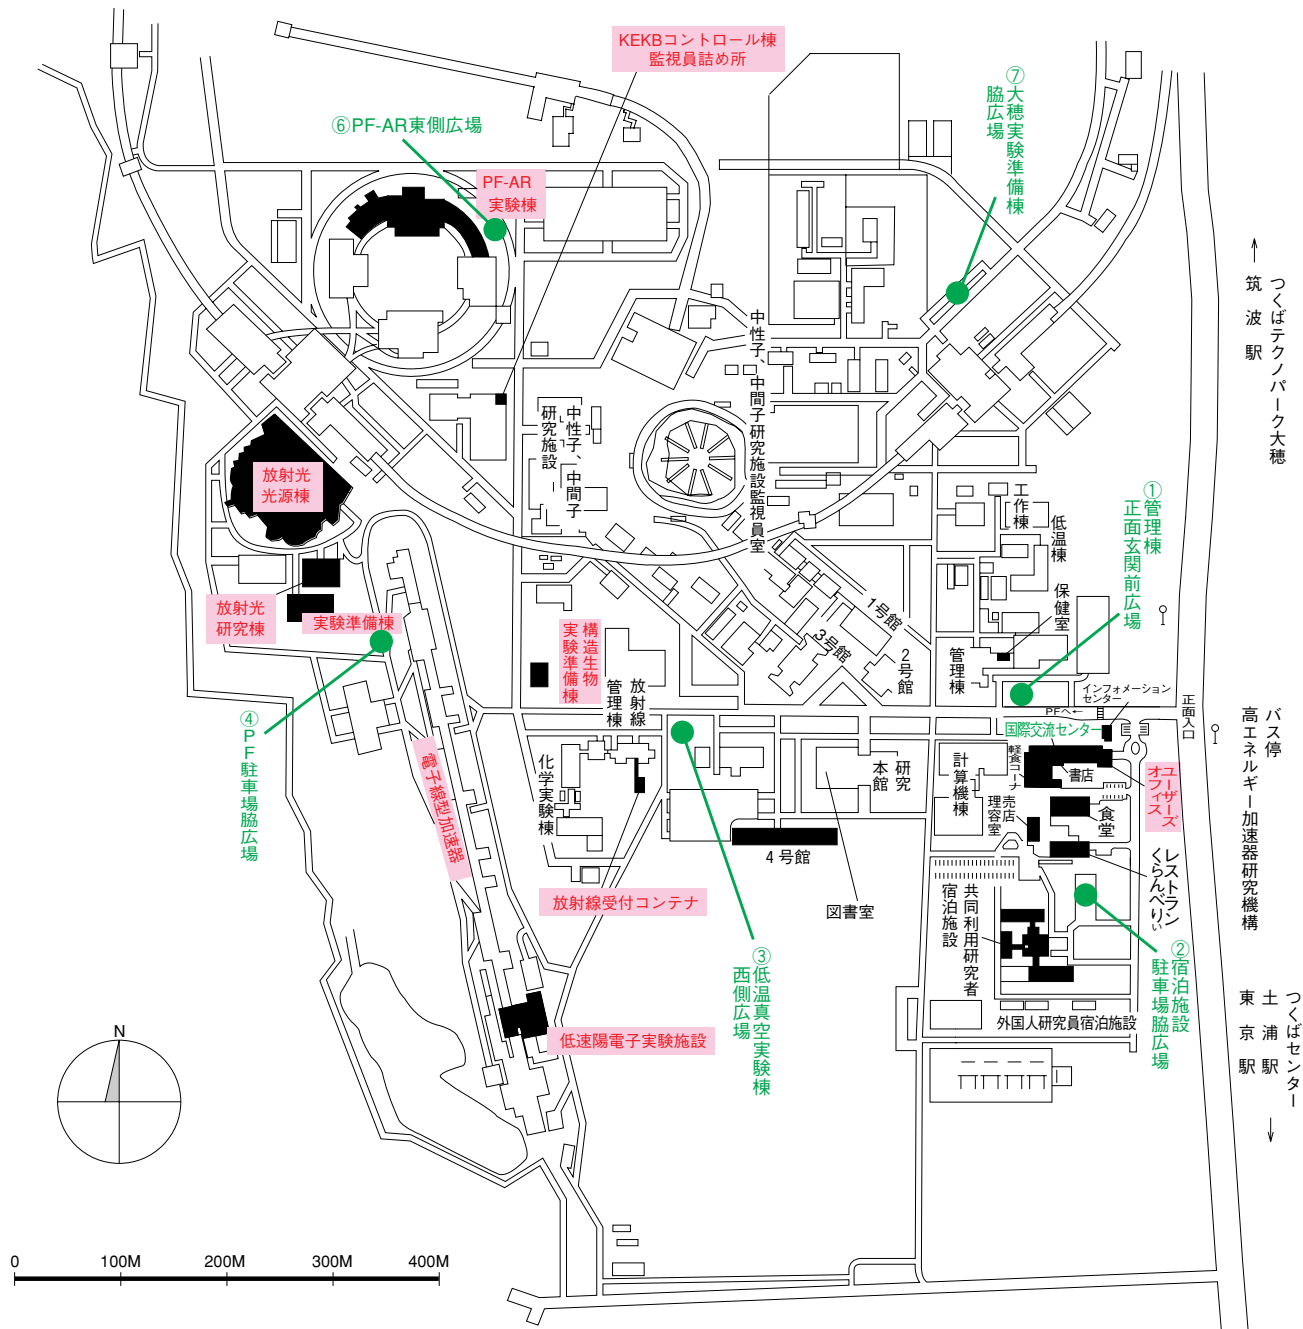 KEKBコントロール棟
監視員詰め所
⑥PF-AR東側広場
PF-AR
実験棟
⑦大穂実験準備棟
脇広場
つくばテクノパーク大穂
筑波駅
中性子、中間子研究施設監視員室
中性子、中間子
研究施設
放射光
光源棟
放射光
研究棟
実験準備棟
④PF駐車場脇広場
電子線型加速器
構造生物
実験準備棟
放射線
管理棟
化学実験棟
放射線受付コンテナ
低速陽電子実験施設
③低温真空実験棟
西側広場
4号館
図書室
研究
本館
1号館
3号館
2号館
管理棟
工作棟
低温棟
保健室
①管理棟
正面玄関前広場
インフォメーション
センター
PFへ←
正面入口
国際交流センター
軽食コーナ
書店
ユーザーズ
オフィス
計算機棟
売店
理容室
食堂
レストラン
くらんべりぃ
共同利用研究者
宿泊施設
②宿泊施設
駐車場脇広場
外国人研究員宿泊施設
バス停
高エネルギー加速器研究機構
つくばセンター
土浦駅
東京駅
N
0 100M 200M 300M 400M